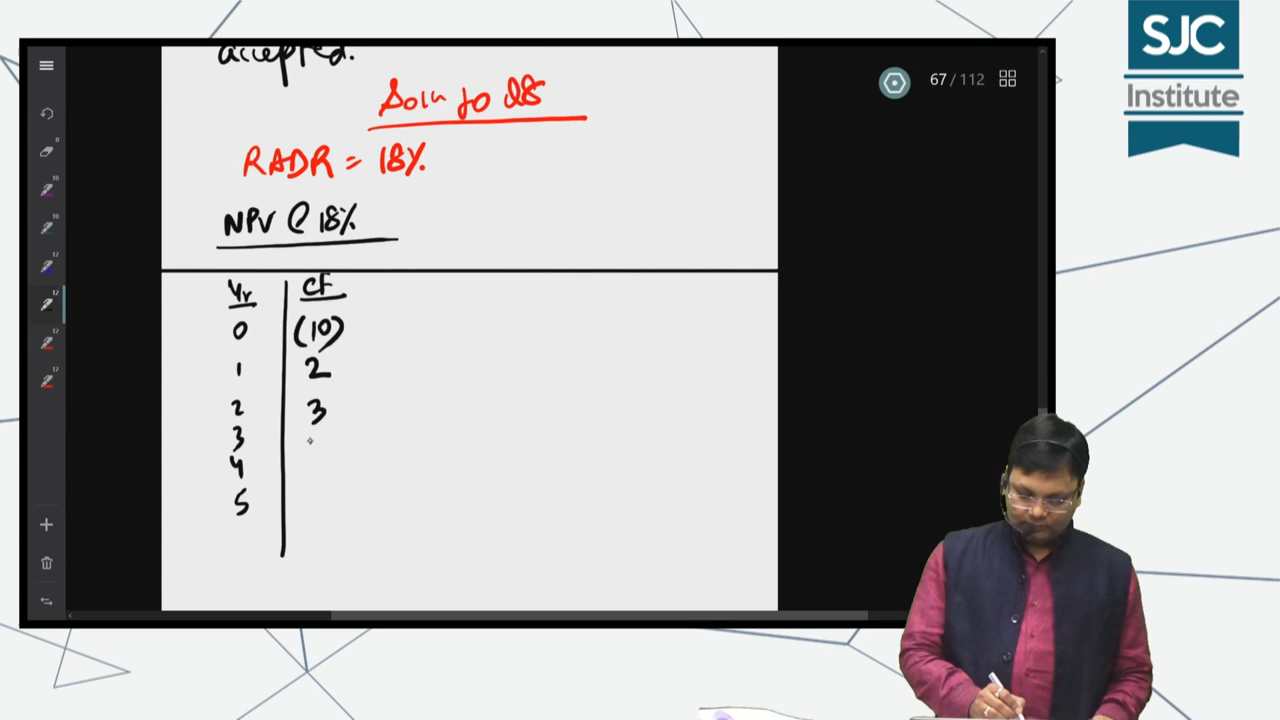 accepted.
Soln to 28
RADR = 18%
NPV @ 18%
Yr CF
0 (10)
1 2
2 3
3
4
5
67 / 112
SJC
Institute